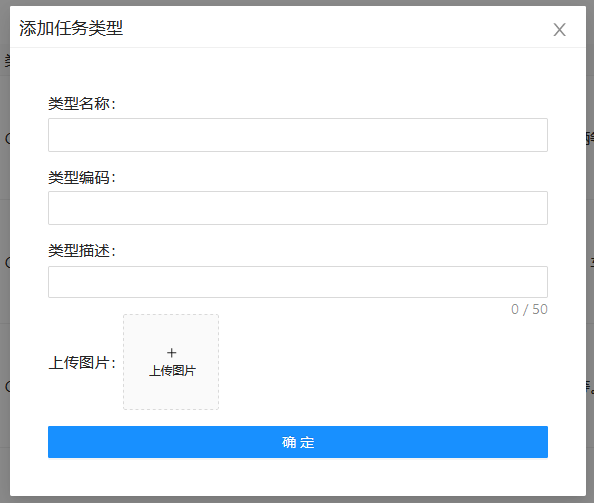 添加任务类型
类型名称：
类型编码：
类型描述：
0 / 50
上传图片：
+
上传图片
确 定